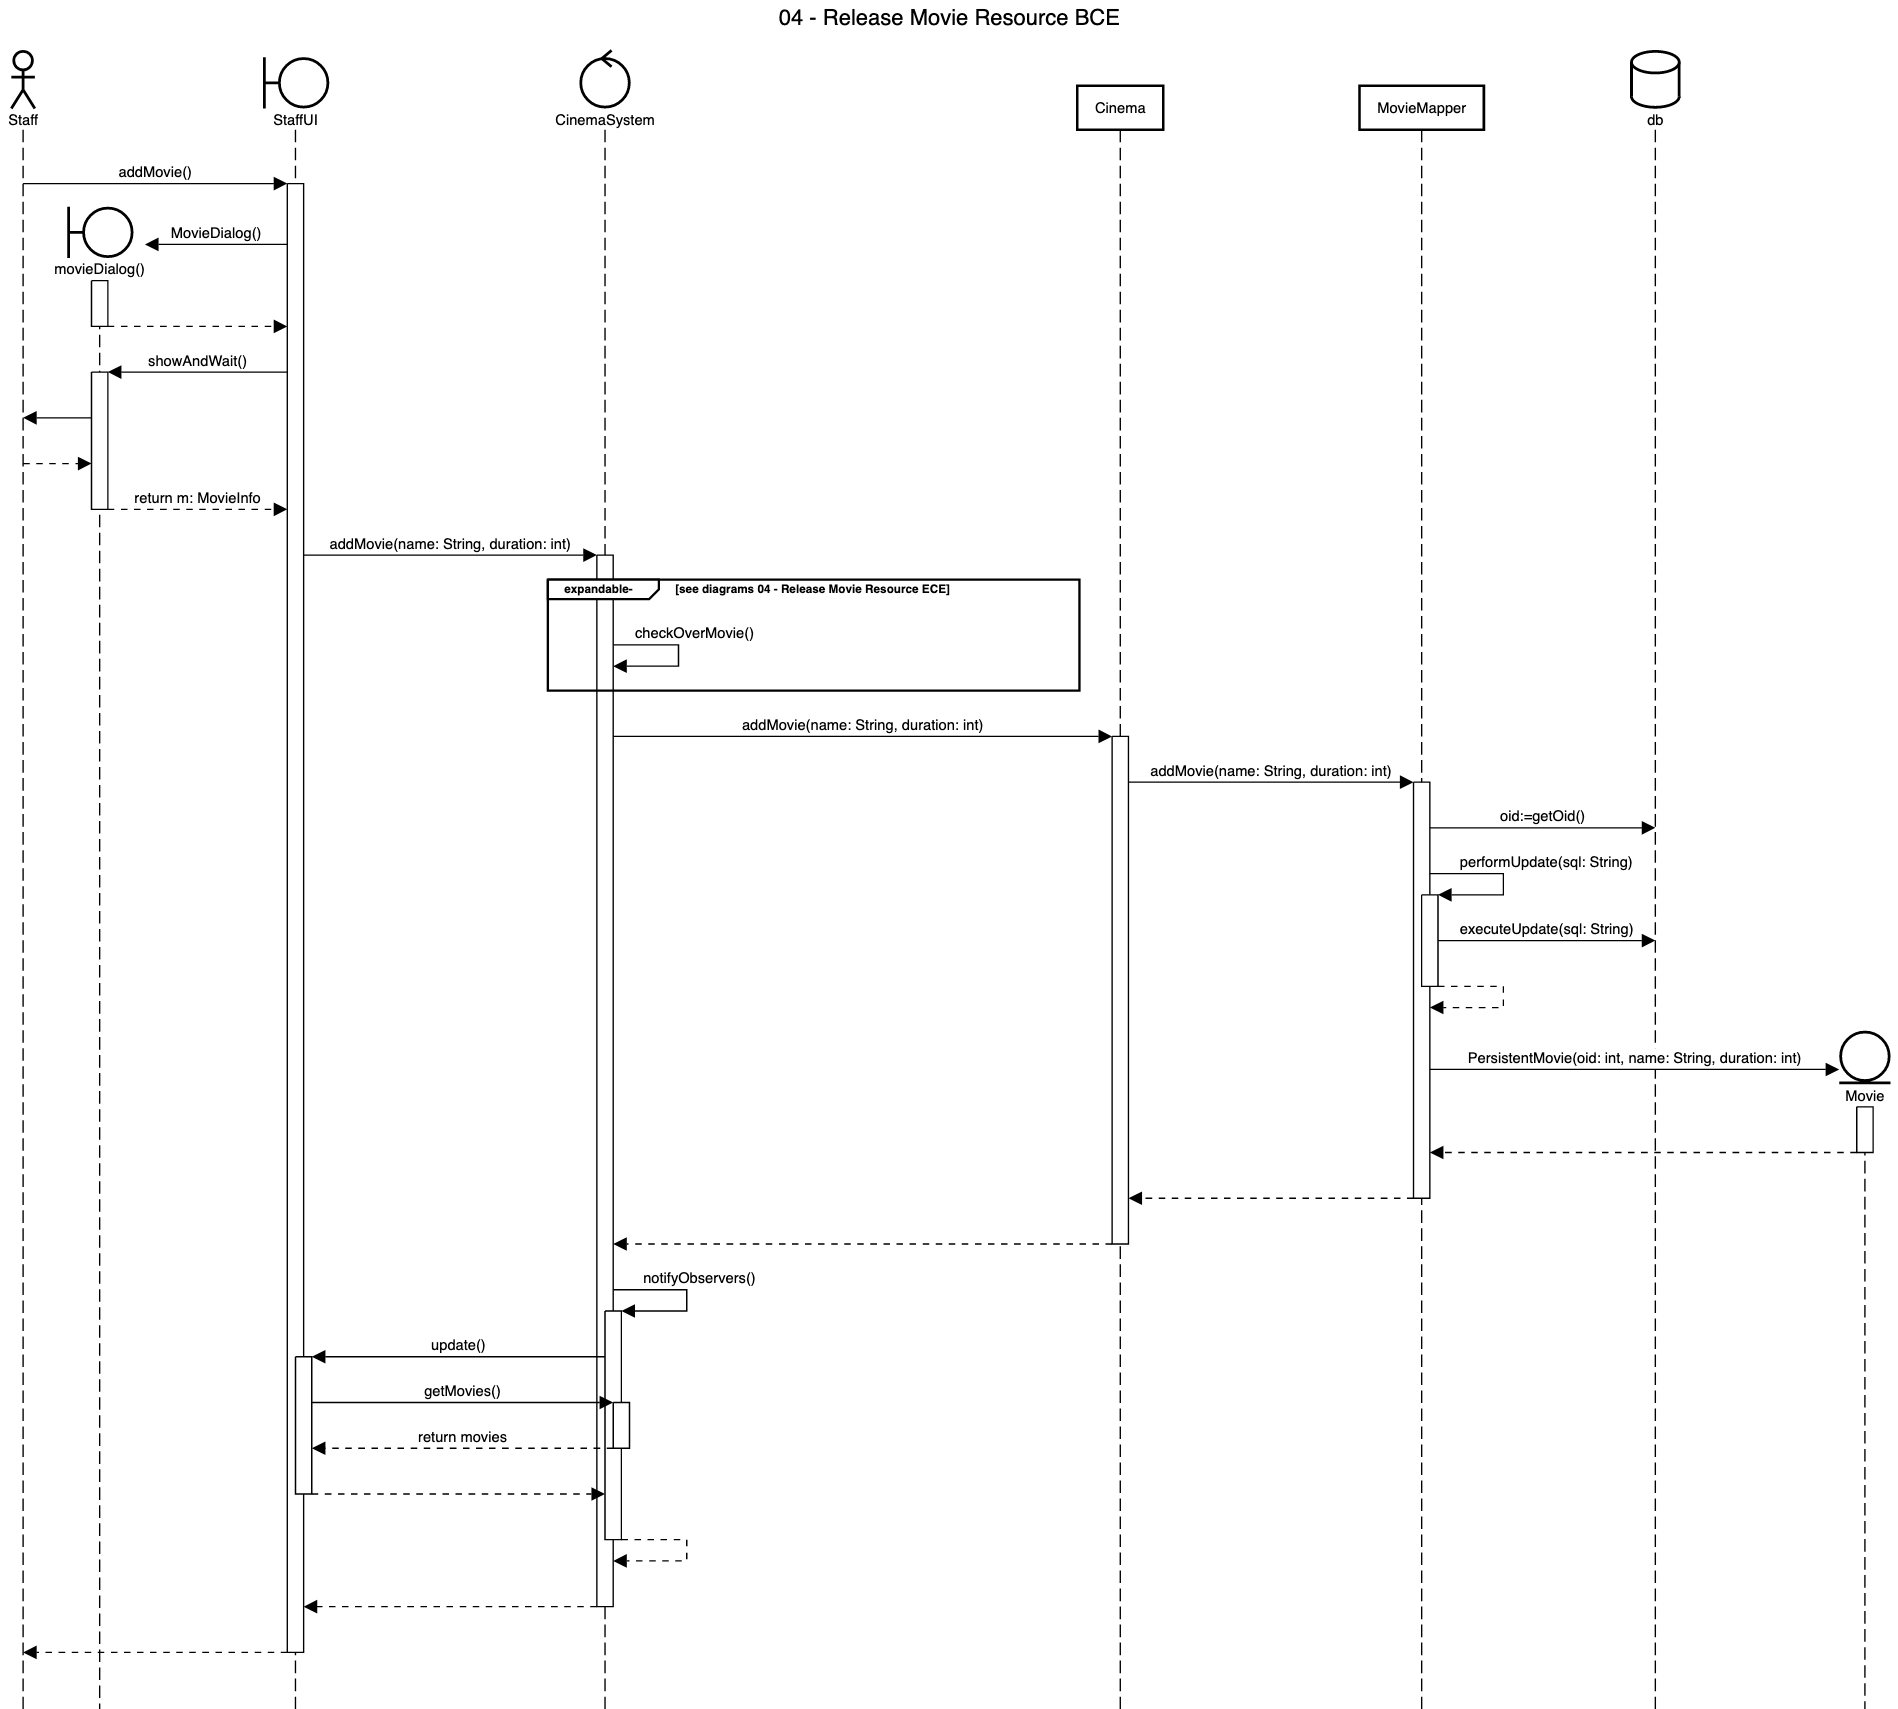 04 - Release Movie Resource BCE
Staff
StaffUI
CinemaSystem
Cinema
MovieMapper
db
addMovie()
MovieDialog()
movieDialog()
showAndWait()
return m: MovieInfo
addMovie(name: String, duration: int)
expandable-
[see diagrams 04 - Release Movie Resource ECE]
checkOverMovie()
addMovie(name: String, duration: int)
addMovie(name: String, duration: int)
oid:=getOid()
performUpdate(sql: String)
executeUpdate(sql: String)
PersistentMovie(oid: int, name: String, duration: int)
Movie
notifyObservers()
update()
getMovies()
return movies